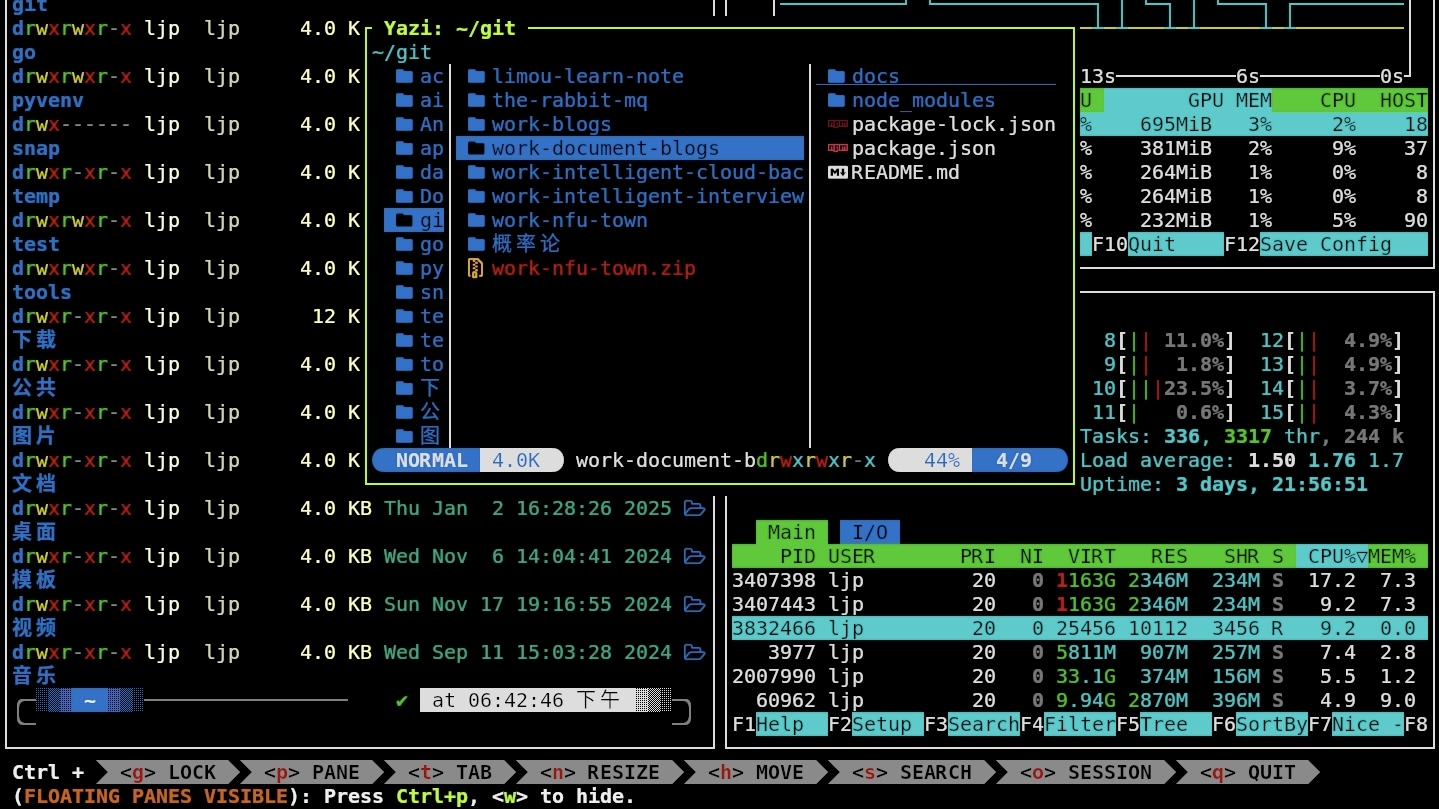 git
drwxrwxr-x ljp  ljp     4.0 K
go
drwxrwxr-x ljp  ljp     4.0 K
pyvenv
drwx------ ljp  ljp     4.0 K
snap
drwxr-xr-x ljp  ljp     4.0 K
temp
drwxrwxr-x ljp  ljp     4.0 K
test
drwxrwxr-x ljp  ljp     4.0 K
tools
drwxr-xr-x ljp  ljp      12 K
下载
drwxr-xr-x ljp  ljp     4.0 K
公共
drwxr-xr-x ljp  ljp     4.0 K
图片
drwxr-xr-x ljp  ljp     4.0 K
文档
drwxr-xr-x ljp  ljp     4.0 KB Thu Jan  2 16:28:26 2025
桌面
drwxr-xr-x ljp  ljp     4.0 KB Wed Nov  6 14:04:41 2024
模板
drwxr-xr-x ljp  ljp     4.0 KB Sun Nov 17 19:16:55 2024
视频
drwxr-xr-x ljp  ljp     4.0 KB Wed Sep 11 15:03:28 2024
音乐
~ ✔ at 06:42:46 下午
Yazi: ~/git
~/git
ac
ai
An
ap
da
Do
gi
go
py
sn
te
te
to
下
公
图
limou-learn-note
the-rabbit-mq
work-blogs
work-document-blogs
work-intelligent-cloud-bac
work-intelligent-interview
work-nfu-town
概率论
work-nfu-town.zip
docs
node_modules
package-lock.json
package.json
README.md
NORMAL 4.0K work-document-bdrwxrwxr-x 44% 4/9
13s 6s 0s
U GPU MEM CPU HOST
% 695MiB 3% 2% 18
% 381MiB 2% 9% 37
% 264MiB 1% 0% 8
% 264MiB 1% 0% 8
% 232MiB 1% 5% 90
F10Quit F12Save Config
8[|| 11.0%] 12[|| 4.9%]
9[|| 1.8%] 13[|| 4.9%]
10[|||23.5%] 14[|| 3.7%]
11[| 0.6%] 15[|| 4.3%]
Tasks: 336, 3317 thr, 244 k
Load average: 1.50 1.76 1.7
Uptime: 3 days, 21:56:51
Main I/O
PID USER PRI NI VIRT RES SHR S CPU%▽MEM%
3407398 ljp 20 0 1163G 2346M 234M S 17.2 7.3
3407443 ljp 20 0 1163G 2346M 234M S 9.2 7.3
3832466 ljp 20 0 25456 10112 3456 R 9.2 0.0
3977 ljp 20 0 5811M 907M 257M S 7.4 2.8
2007990 ljp 20 0 33.1G 374M 156M S 5.5 1.2
60962 ljp 20 0 9.94G 2870M 396M S 4.9 9.0
F1Help F2Setup F3SearchF4FilterF5Tree F6SortByF7Nice -F8
Ctrl + <g> LOCK <p> PANE <t> TAB <n> RESIZE <h> MOVE <s> SEARCH <o> SESSION <q> QUIT
(FLOATING PANES VISIBLE): Press Ctrl+p, <w> to hide.